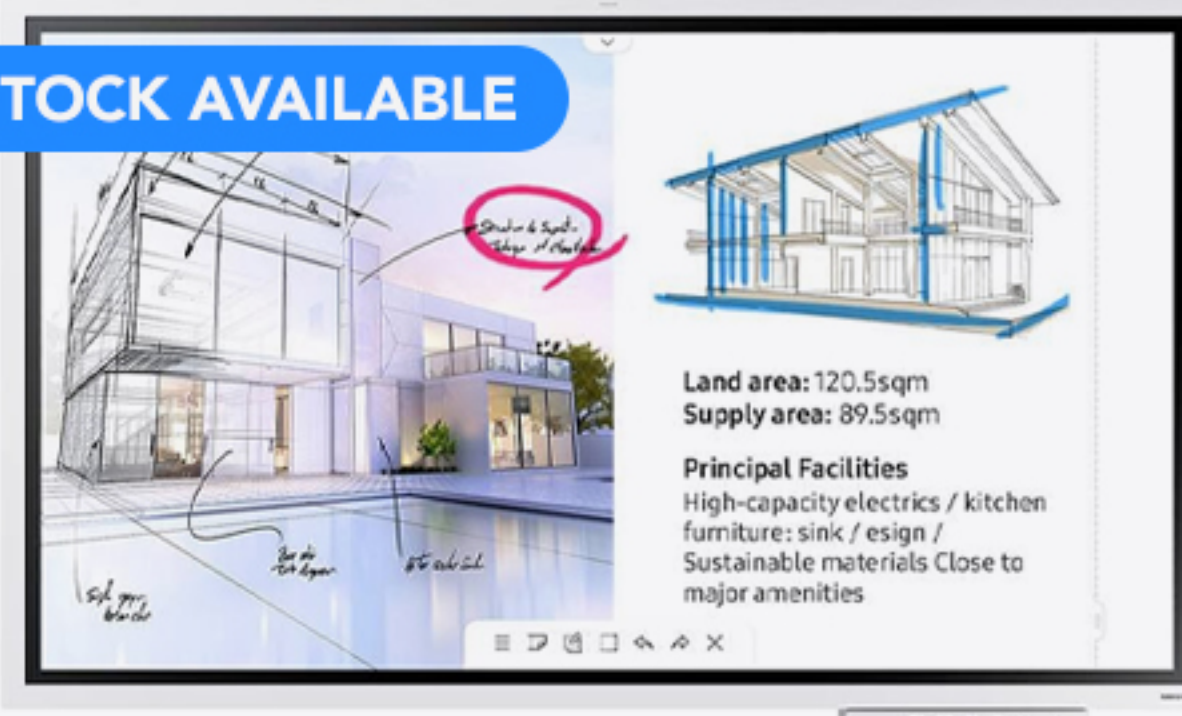 TOCK AVAILABLE
Land area: 120.5sqm
Supply area: 89.5sqm
Principal Facilities
High-capacity electrics / kitchen
furniture: sink / esign /
Sustainable materials Close to
major amenities